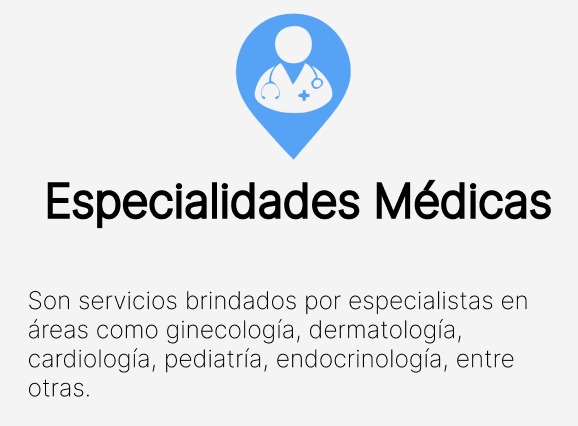 Especialidades Médicas
Son servicios brindados por especialistas en
áreas como ginecología, dermatología,
cardiología, pediatría, endocrinología, entre
otras.